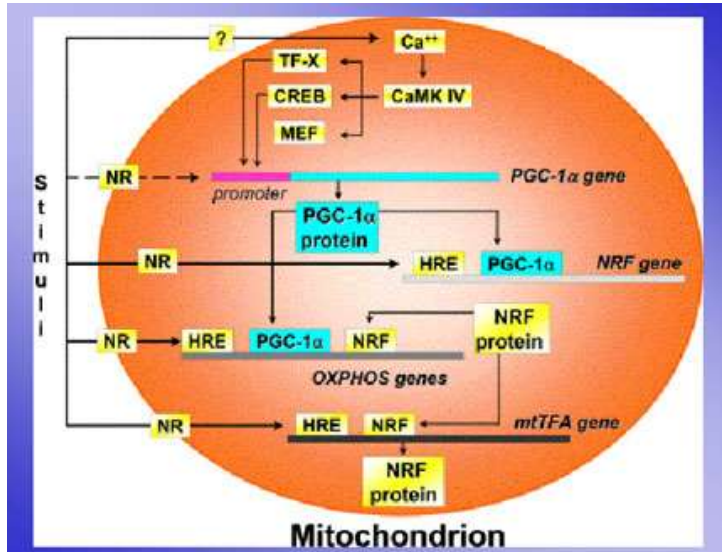 ?
Ca++
TF-X
CREB
CaMK IV
MEF
Stimuli
NR
promoter
PGC-1α gene
PGC-1α
protein
NR
HRE
PGC-1α
NRF gene
NR
HRE
PGC-1α
NRF
NRF
protein
OXPHOS genes
NR
HRE
NRF
mtTFA gene
NRF
protein
Mitochondrion